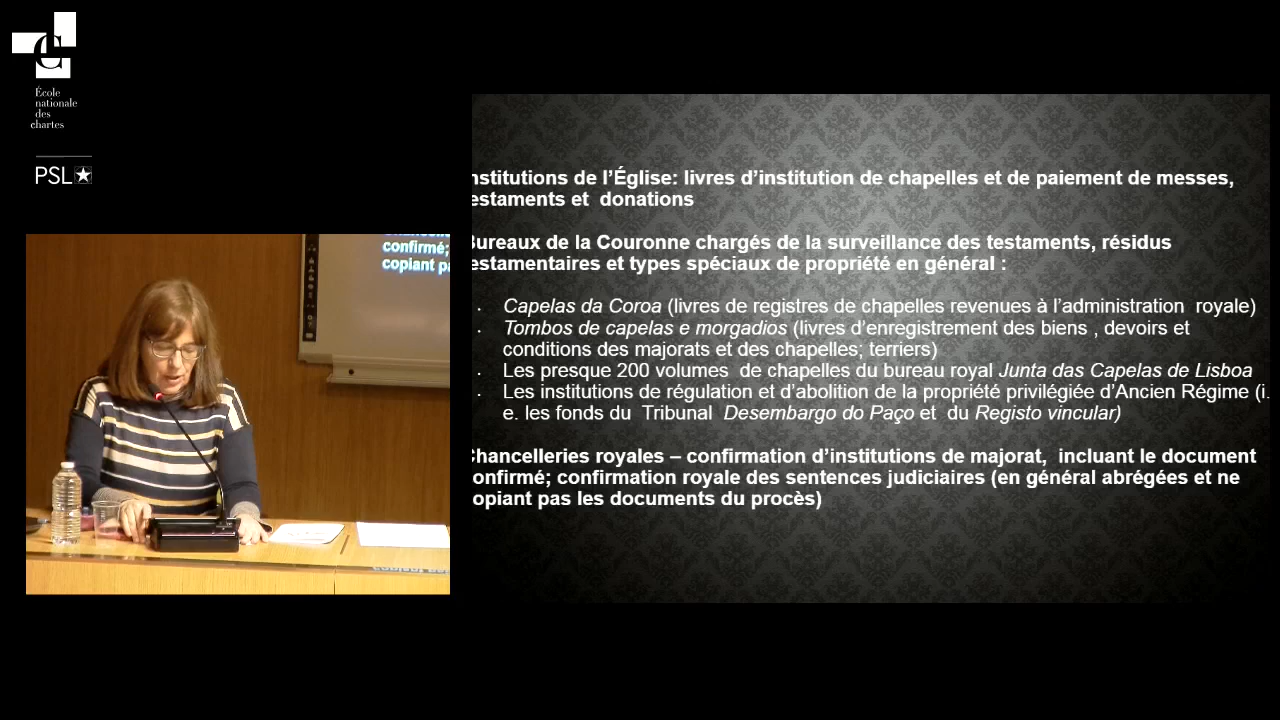 École
nationale
des
chartes
PSL
confirmé;
nstitutions de l'Église: livres d'institution de chapelles et de paiement de messes,
estaments et donations
Bureaux de la Couronne chargés de la surveillance des testaments, résidus
estamentaires et types spéciaux de propriété en général :
· Capelas da Coroa (livres de registres de chapelles revenues à l'administration royale)
· Tombos de capelas e morgadios (livres d'enregistrement des biens , devoirs et
conditions des majorats et des chapelles; terriers)
· Les presque 200 volumes de chapelles du bureau royal Junta das Capelas de Lisboa
· Les institutions de régulation et d'abolition de la propriété privilégiée d'Ancien Régime (i.
e. les fonds du Tribunal Desembargo do Paço et du Registo vincular)
Chancelleries royales – confirmation d'instituions de majorat, incluant le document
onfirmé; confirmation royale des sentences judiciaires (en général abrégées et ne
opiant pas les documents du procès)